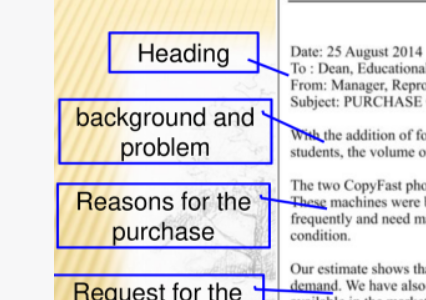 Heading
background and
problem
Reasons for the
purchase
Request for the
Date: 25 August 2014
To : Dean, Educational
From: Manager, Repro
Subject: PURCHASE
With the addition of fo
students, the volume o
The two CopyFast pho
These machines were b
frequently and need m
condition.
Our estimate shows tha
demand. We have also